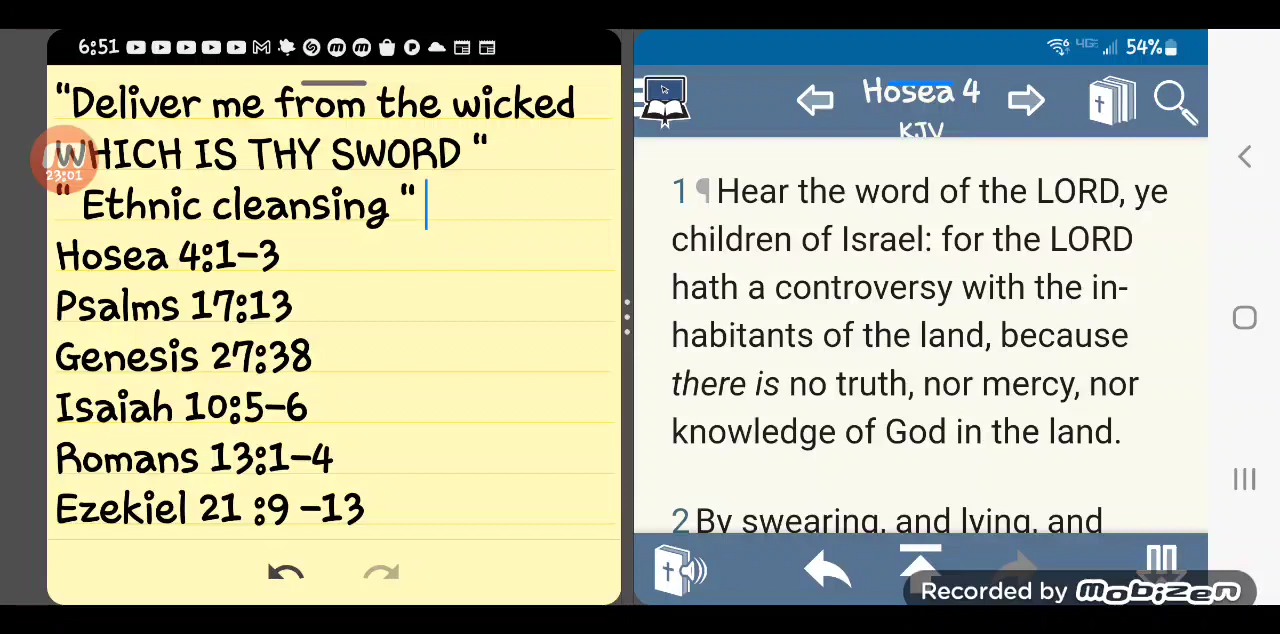 6:51
"Deliver me from the wicked
WHICH IS THY SWORD "
23:01
" Ethnic cleansing "
Hosea 4:1-3
Psalms 17:13
Genesis 27:38
Isaiah 10:5-6
Romans 13:1-4
Ezekiel 21 :9 -13
4GE 54%
Hosea 4
KJV
1 ¶ Hear the word of the LORD, ye
children of Israel: for the LORD
hath a controversy with the in-
habitants of the land, because
there is no truth, nor mercy, nor
knowledge of God in the land.
2 By swearing, and lying, and
Recorded by mobizen